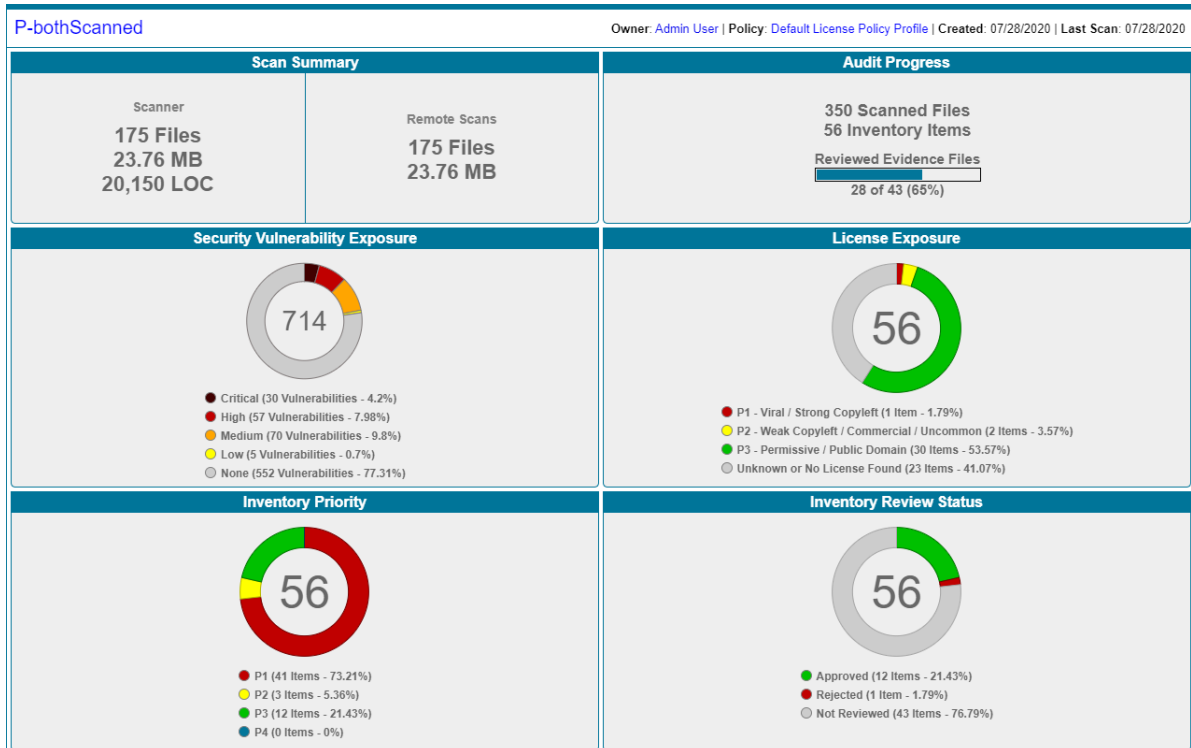 P-bothScanned
Owner: Admin User | Policy: Default License Policy Profile | Created: 07/28/2020 | Last Scan: 07/28/2020
Scan Summary
Scanner
175 Files
23.76 MB
20,150 LOC
Remote Scans
175 Files
23.76 MB
Audit Progress
350 Scanned Files
56 Inventory Items
Reviewed Evidence Files
28 of 43 (65%)
Security Vulnerability Exposure
714
Critical (30 Vulnerabilities - 4.2%)
High (57 Vulnerabilities - 7.98%)
Medium (70 Vulnerabilities - 9.8%)
Low (5 Vulnerabilities - 0.7%)
None (552 Vulnerabilities - 77.31%)
License Exposure
56
P1 - Viral / Strong Copyleft (1 Item - 1.79%)
P2 - Weak Copyleft / Commercial / Uncommon (2 Items - 3.57%)
P3 - Permissive / Public Domain (30 Items - 53.57%)
Unknown or No License Found (23 Items - 41.07%)
Inventory Priority
56
P1 (41 Items - 73.21%)
P2 (3 Items - 5.36%)
P3 (12 Items - 21.43%)
P4 (0 Items - 0%)
Inventory Review Status
56
Approved (12 Items - 21.43%)
Rejected (1 Item - 1.79%)
Not Reviewed (43 Items - 76.79%)